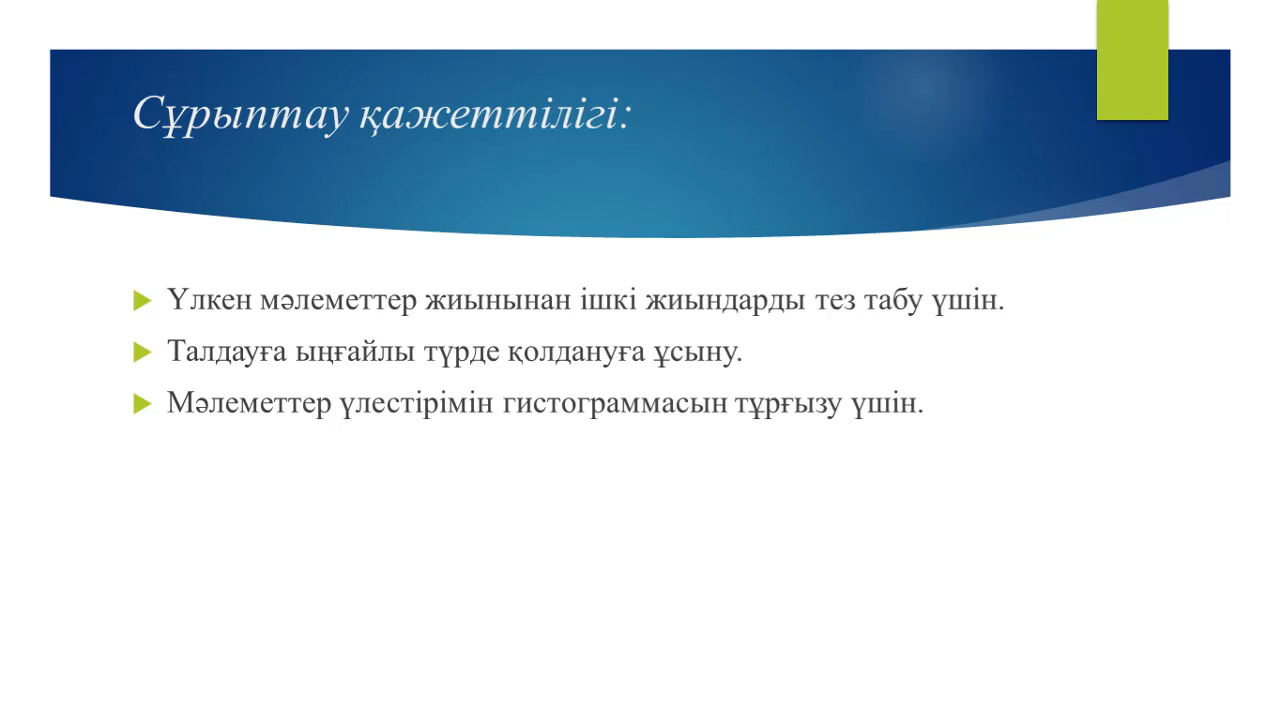 Сұрыптау қажеттілігі:
Үлкен мәлеметтер жиынынан ішкі жиындарды тез табу үшін.
Талдауға ыңғайлы түрде қолдануға ұсыну.
Мәлеметтер үлестірімін гистограммасын тұрғызу үшін.